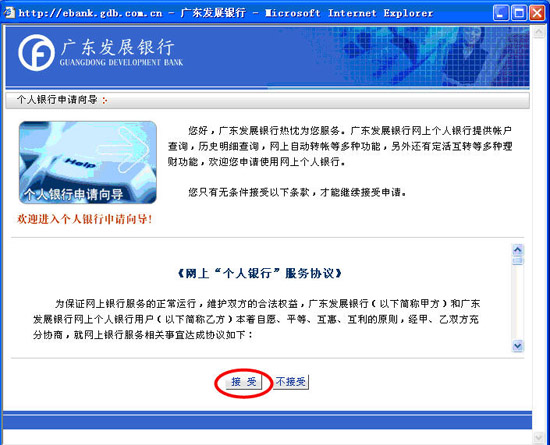 http://ebank.gdb.com.cn - 广东发展银行 - Microsoft Internet Explorer
广东发展银行
GUANGDONG DEVELOPMENT BANK
个人银行申请向导
您好，广东发展银行热忱为您服务。广东发展银行网上个人银行提供帐户
查询，历史明细查询，网上自动转帐等多种功能，另外还有定活互转等多种理
财功能，欢迎您申请使用网上个人银行。
您只有无条件接受以下条款，才能继续接受申请。
Help
个人银行申请向导
欢迎进入个人银行申请向导!
《网上“个人银行”服务协议》
为保证网上银行服务的正常运行，维护双方的合法权益，广东发展银行（以下简称甲方）和广东
发展银行网上个人银行用户（以下简称乙方）本着自愿、平等、互惠、互利的原则，经甲、乙双方充
分协商，就网上银行服务相关事宜达成协议如下：
接 受 不接受